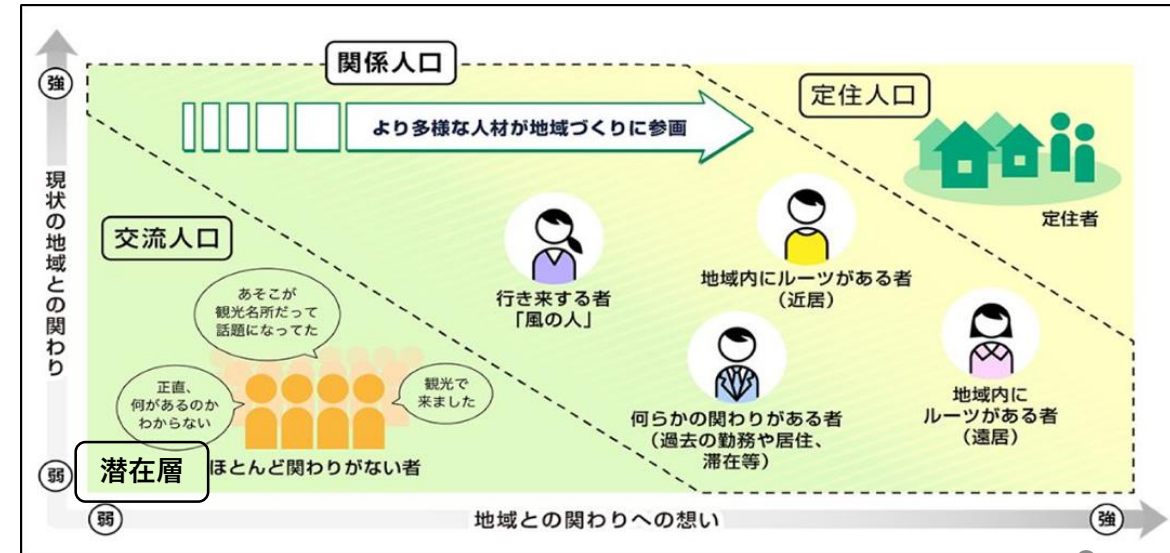 関係人口
強
より多様な人材が地域づくりに参画
定住人口
定住者
現状の地域との関わり
交流人口
あそこが
観光名所だって
話題になってた
正直、
何があるのか
わからない
観光で
来ました
行き来する者
「風の人」
地域内にルーツがある者
（近居）
何らかの関わりがある者
（過去の勤務や居住、
滞在等）
地域内に
ルーツがある者
（遠居）
弱
潜在層
ほとんど関わりがない者
弱
地域との関わりへの想い
強